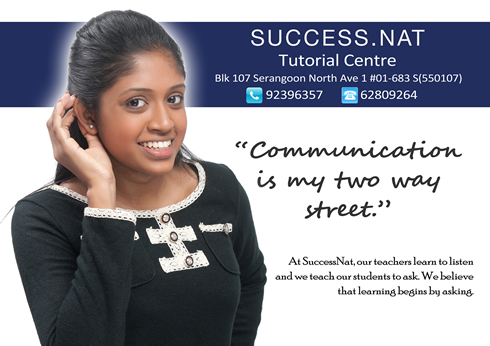 SUCCESS.NAT
Tutorial Centre
Blk 107 Serangoon North Ave 1 #01-683 S(550107)
92396357 62809264
“Communication
is my two way
street.”
At SuccessNat, our teachers learn to listen
and we teach our students to ask. We believe
that learning begins by asking.